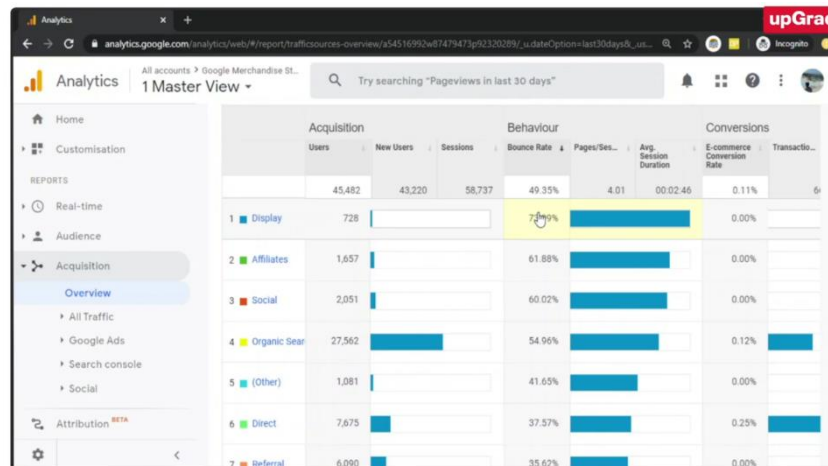 Analytics
upGrad
analytics.google.com/analytics/web/#/report/trafficsources-overview/a54516992w87479473p92320289/_u.dateOption=last30days&_.us...
Incognito
Analytics
All accounts > Google Merchandise St...
1 Master View
Try searching "Pageviews in last 30 days"
Home
Customisation
REPORTS
Real-time
Audience
Acquisition
Overview
All Traffic
Google Ads
Search console
Social
Attribution BETA
Acquisition Behaviour Conversions
Users New Users Sessions Bounce Rate Pages/Ses... Avg. Session Duration E-commerce Conversion Rate Transactio...
45,482 43,220 58,737 49.35% 4.01 00:02:46 0.11%
1 Display 728 0.00%
2 Affiliates 1,657 61.88% 0.00%
3 Social 2,051 60.02% 0.00%
4 Organic Sear 27,562 54.96% 0.12%
5 (Other) 1,081 41.65% 0.00%
6 Direct 7,675 37.57% 0.25%
7 Referral 6,090 35.62% 0.00%